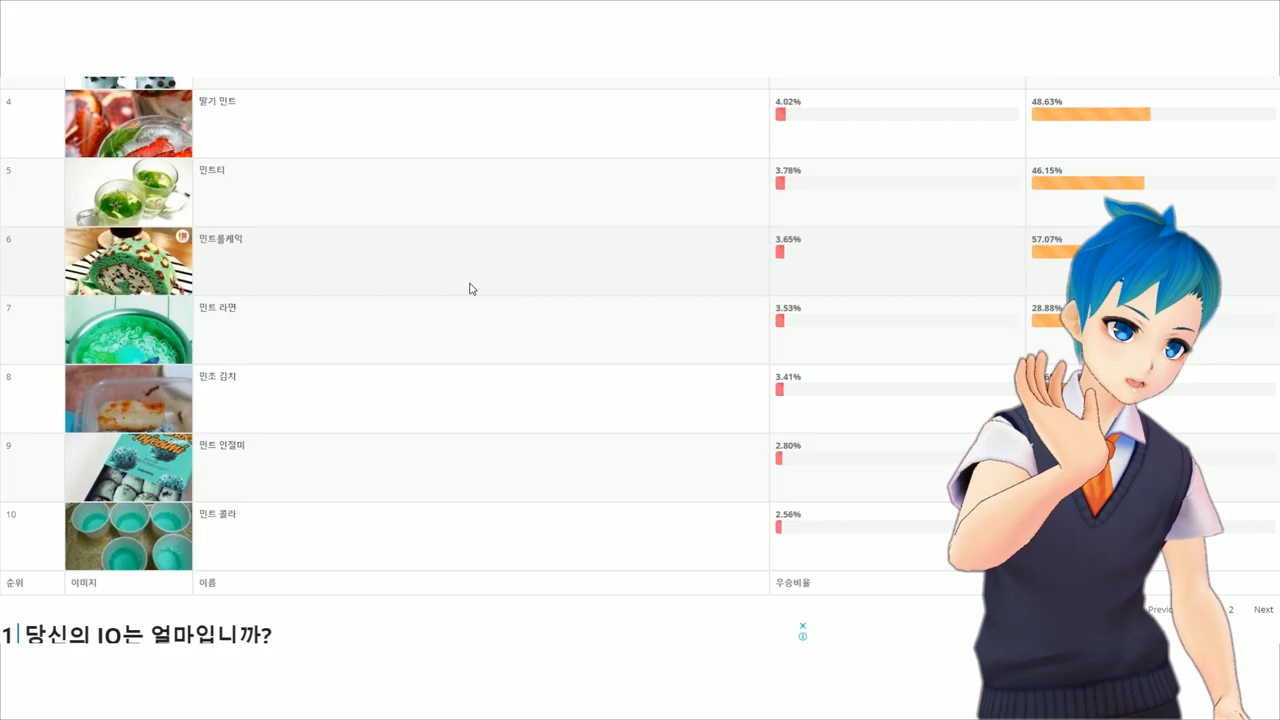 4 딸기 민트 4.02% 48.63%
5 민트티 3.78% 46.15%
6 민트롤케익 3.65% 57.07%
7 민트 라면 3.53% 28.88%
8 민초 김치 3.41%
9 민트 인절미 2.80%
10 민트 콜라 2.56%
순위 이미지 이름 우승비율
2 Next
1 당신의 IQ는 얼마입니까?